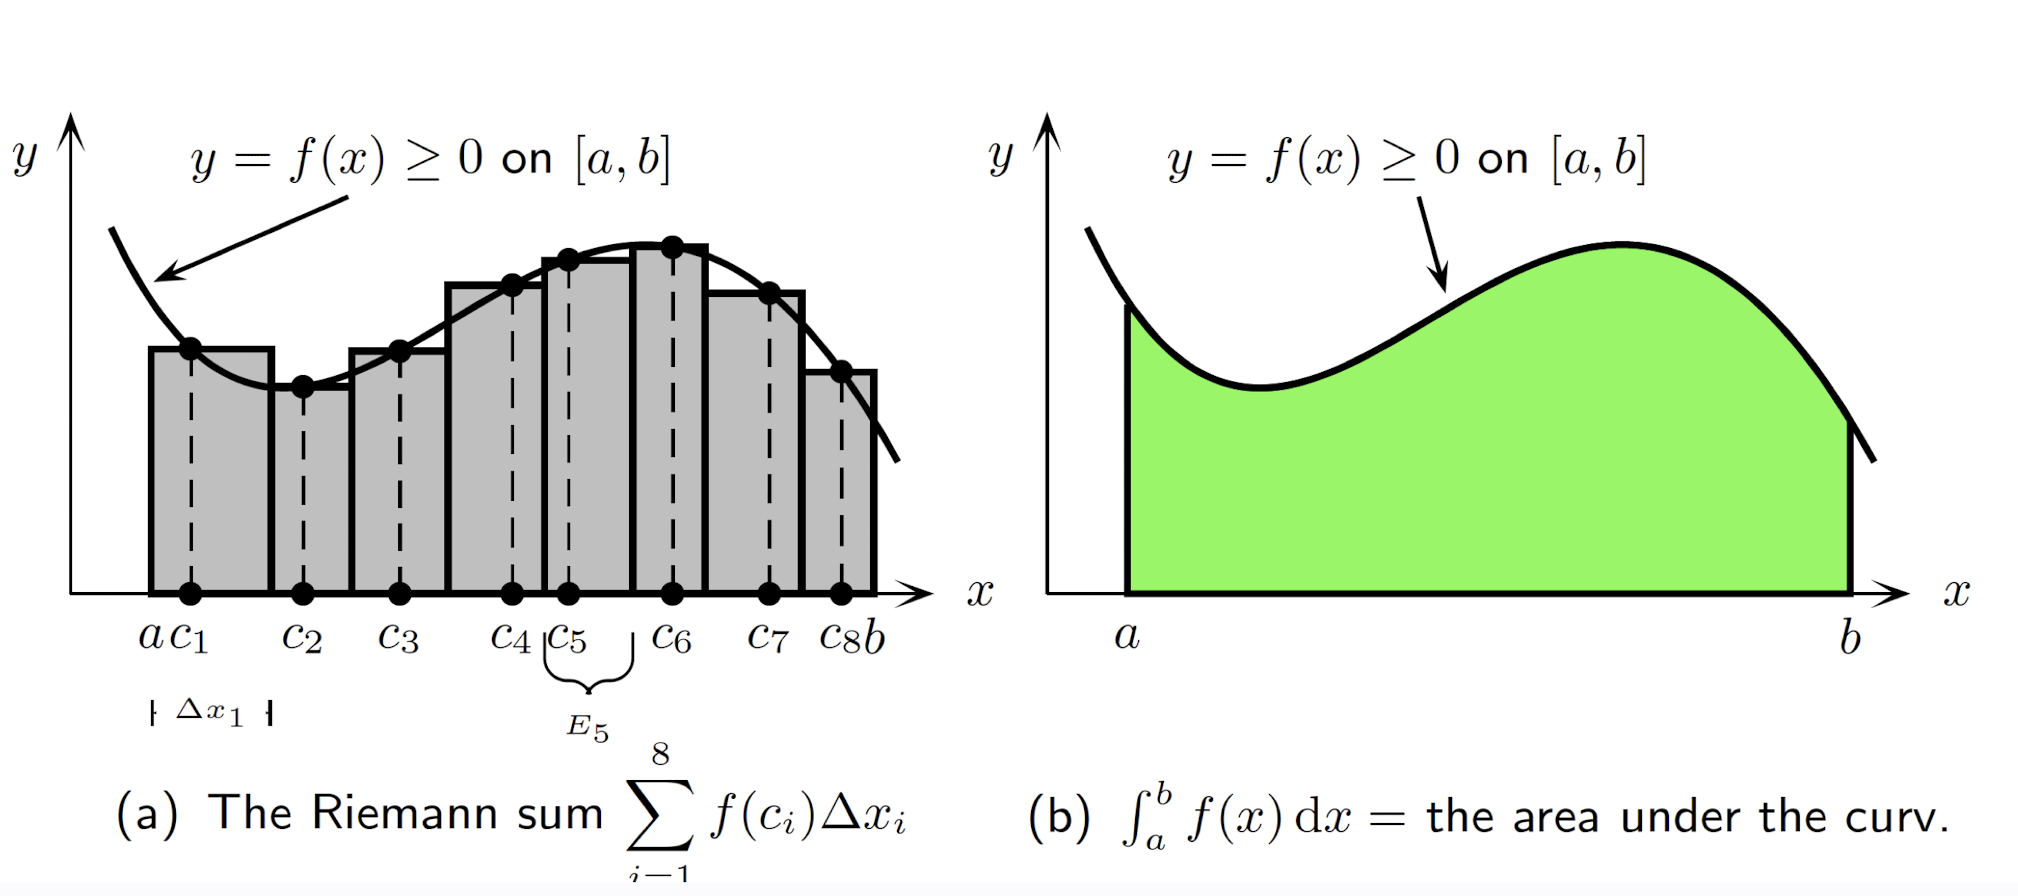 y
y = f(x) ≥ 0 on [a, b]
x
a c₁ c₂ c₃ c₄ c₅ c₆ c₇ c₈ b
Δx₁
E₅
(a) The Riemann sum ∑_{i=1}^{8} f(cᵢ)Δxᵢ
y
y = f(x) ≥ 0 on [a, b]
x
a b
(b) ∫ₐᵇ f(x) dx = the area under the curv.